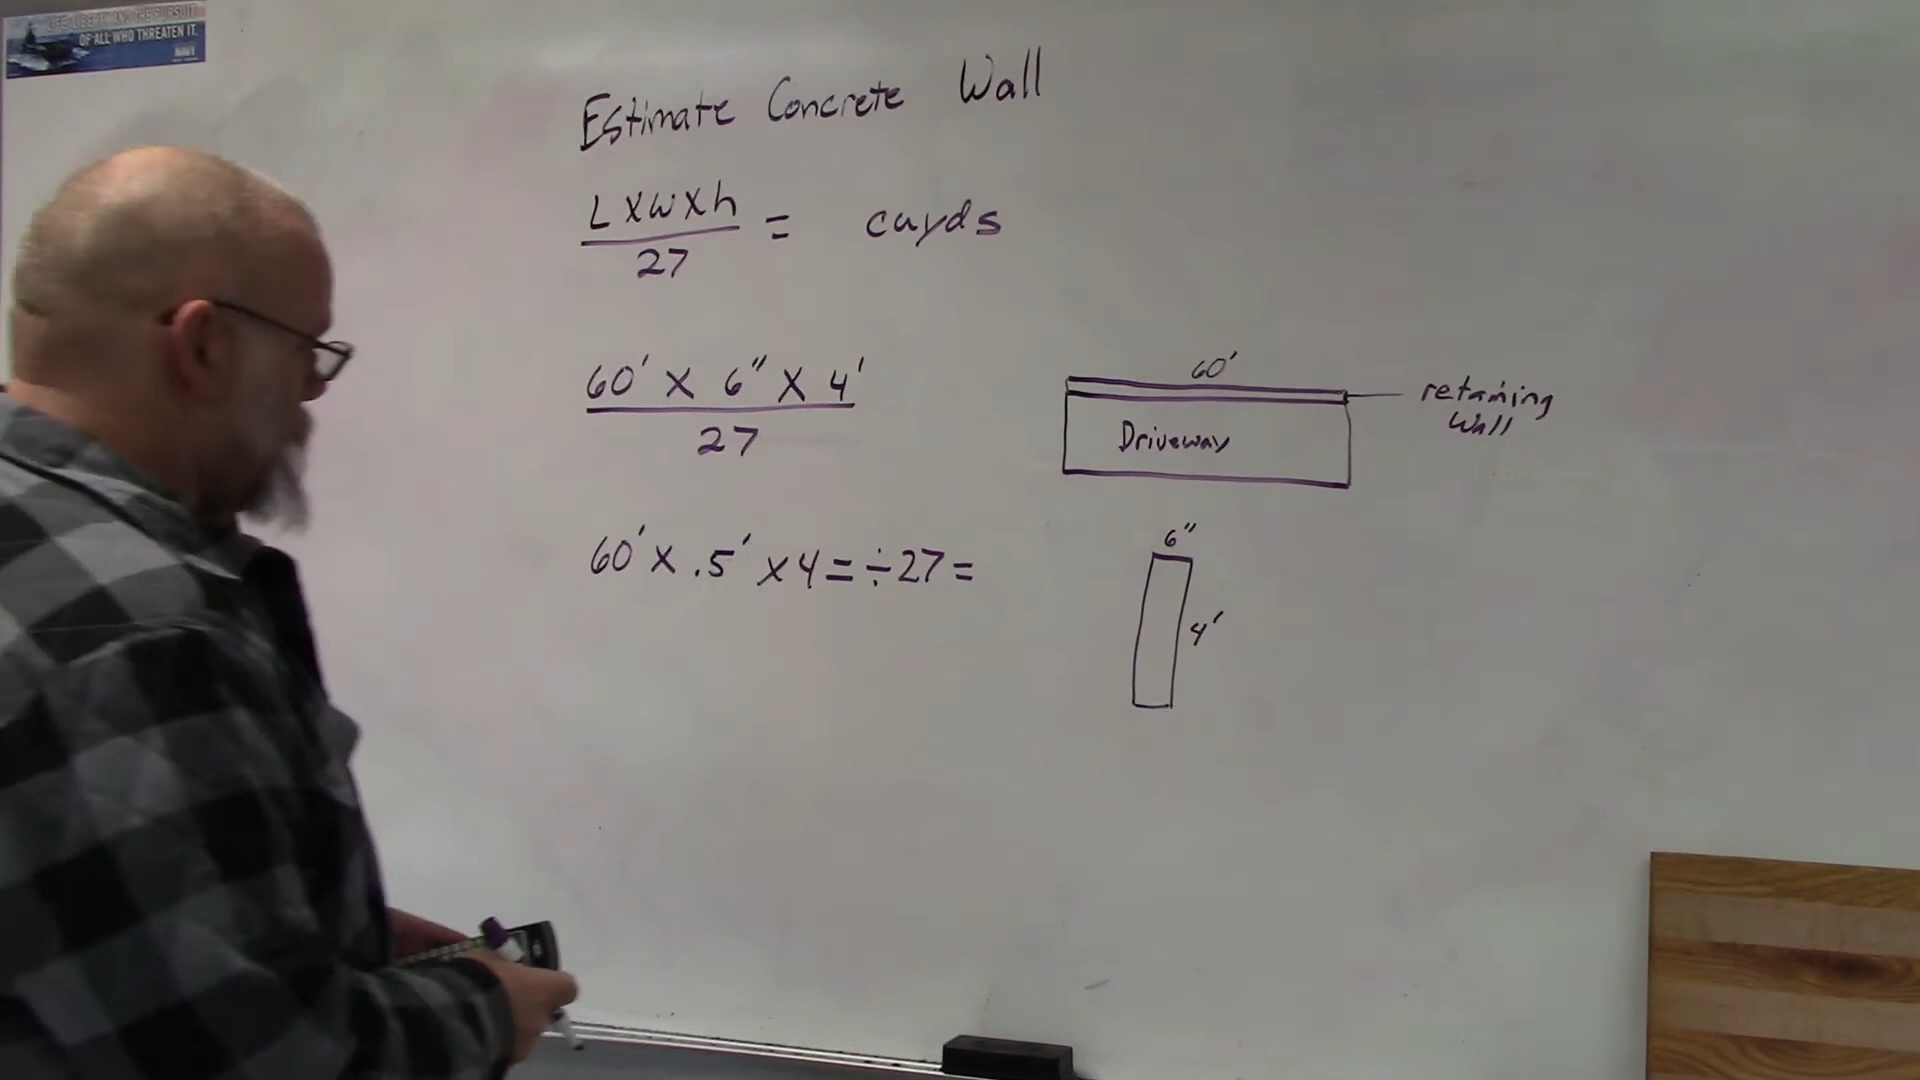 LIFE, LIBERTY AND THE PURSUIT
OF ALL WHO THREATEN IT.
NAVY
Estimate Concrete Wall
L x w x h
27
= cuyds
60' x 6" x 4'
27
60' x .5' x 4 = ÷ 27 =
60'
retaining
Wall
Driveway
6"
4'